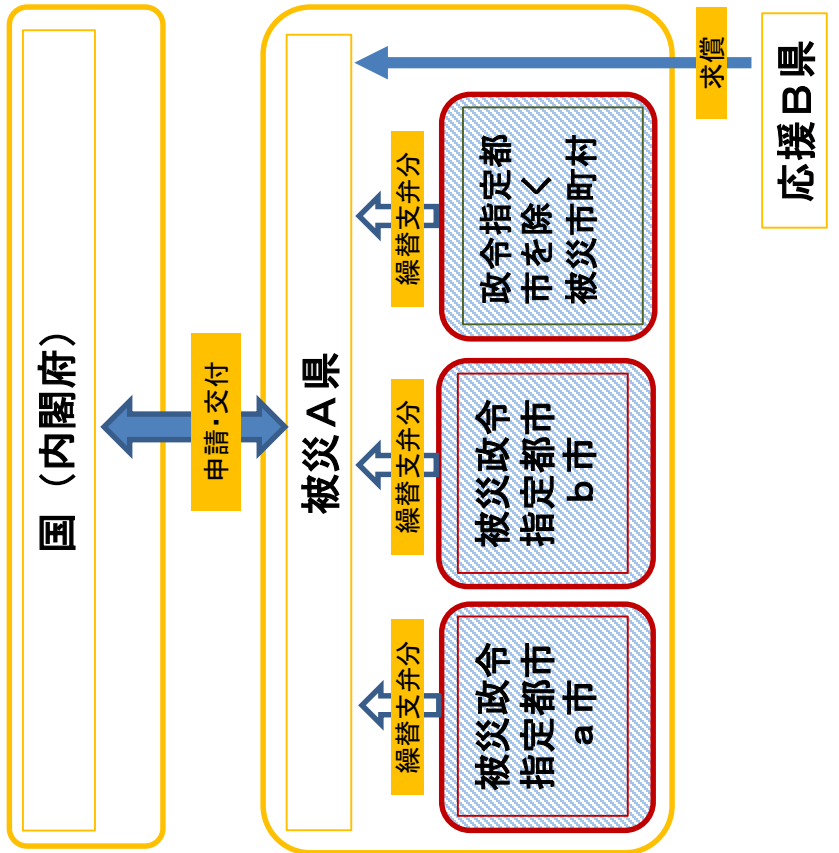 国（内閣府）
申請・交付
被災Ａ県
繰替支弁分
繰替支弁分
繰替支弁分
被災政令
指定都市
ａ市
被災政令
指定都市
ｂ市
政令指定都
市を除く
被災市町村
求償
応援Ｂ県